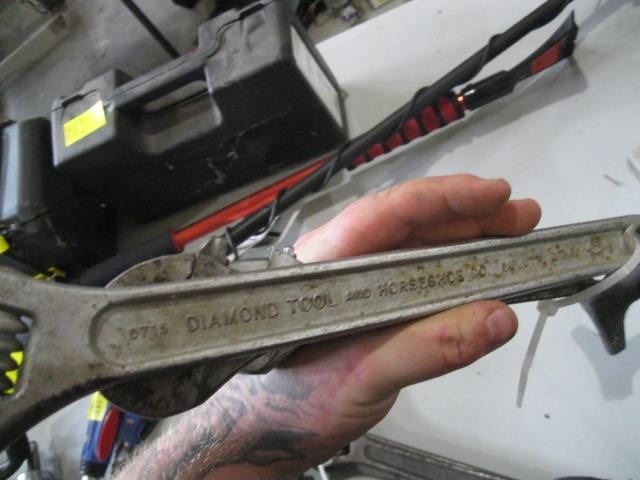 6715 DIAMOND TOOL AND HORSESHOE CO.